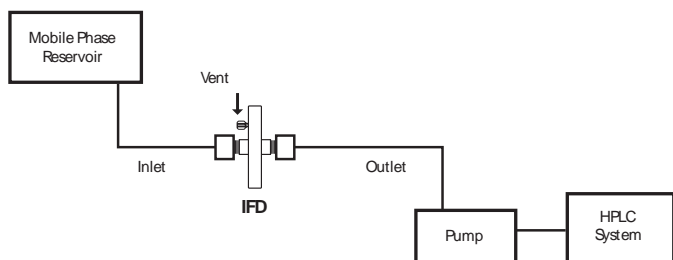 Mobile Phase
Reservoir
Vent
Inlet
Outlet
IFD
Pump
HPLC
System